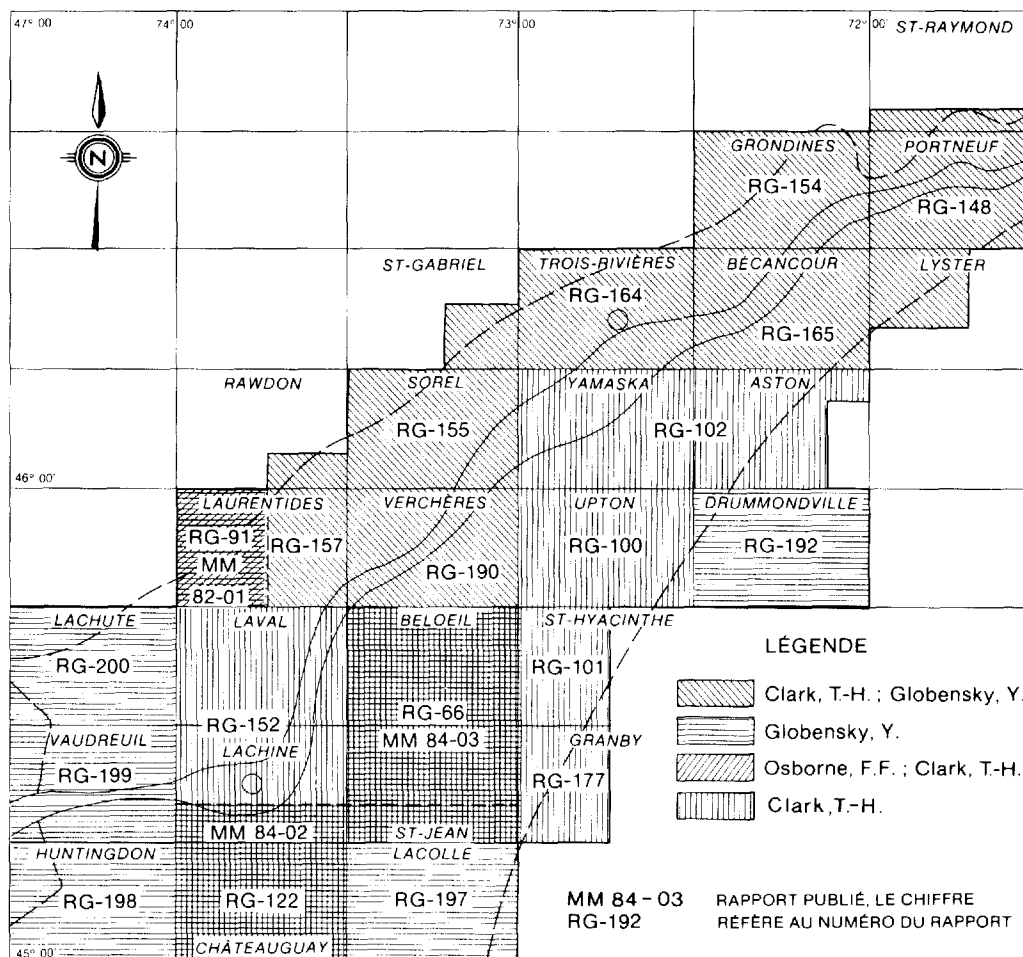 47° 00'
74° 00'
73° 00'
72° 00'
ST-RAYMOND
N
GRONDINES
PORTNEUF
RG-154
RG-148
ST-GABRIEL
TROIS-RIVIÈRES
BÉCANCOUR
LYSTER
RG-164
RG-165
RAWDON
SOREL
YAMASKA
ASTON
RG-155
RG-102
46° 00'
LAURENTIDES
VERCHÈRES
UPTON
DRUMMONDVILLE
RG-91
RG-157
RG-100
RG-192
MM
RG-190
82-01
LACHUTE
LAVAL
BELOEIL
ST-HYACINTHE
RG-200
RG-101
LÉGENDE
Clark, T.-H. ; Globensky, Y.
RG-152
RG-66
VAUDREUIL
LACHINE
MM 84-03
GRANBY
Globensky, Y.
RG-199
RG-177
Osborne, F.F. ; Clark, T.-H.
Clark, T.-H.
MM 84-02
ST-JEAN
HUNTINGDON
LACOLLE
RG-198
RG-122
RG-197
MM 84-03 RAPPORT PUBLIÉ, LE CHIFFRE
RG-192 RÉFÈRE AU NUMÉRO DU RAPPORT
CHÂTEAUGUAY
45° 00'